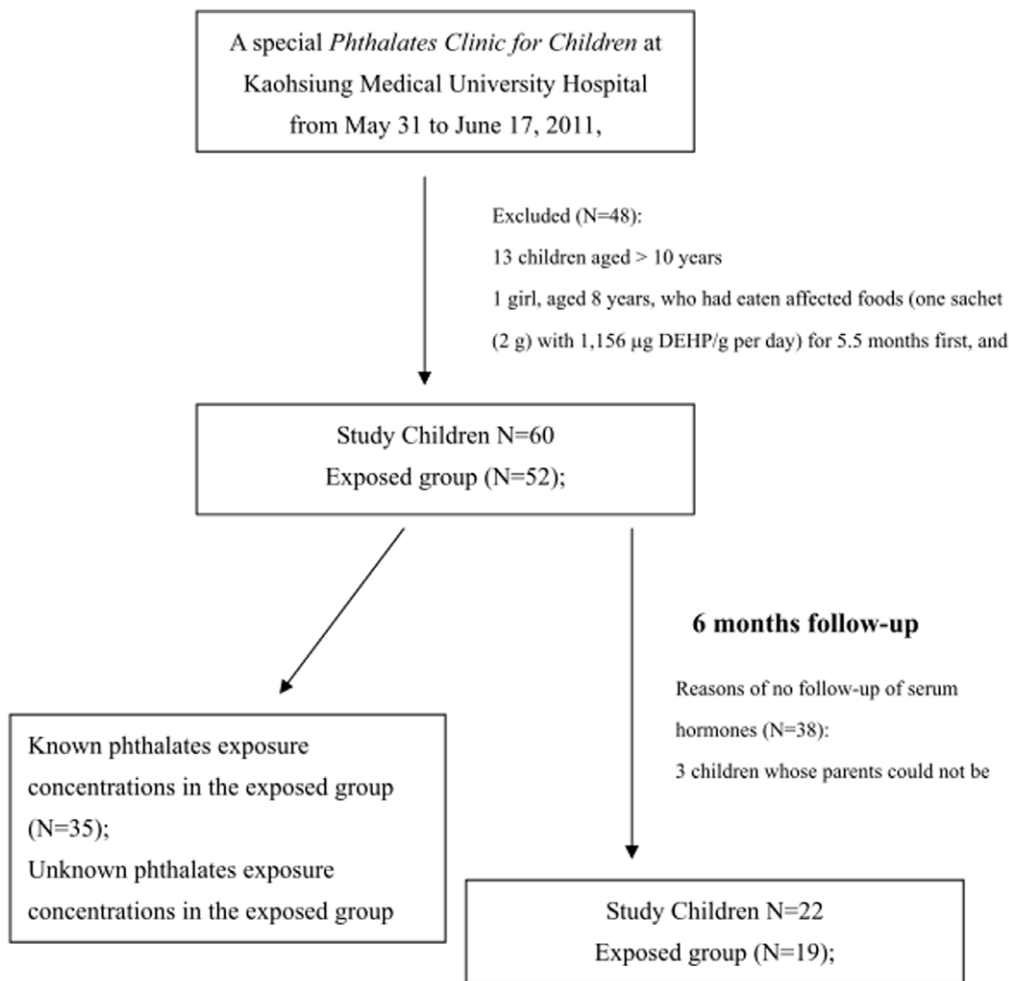 A special Phthalates Clinic for Children at
Kaohsiung Medical University Hospital
from May 31 to June 17, 2011,
Excluded (N=48):
13 children aged > 10 years
1 girl, aged 8 years, who had eaten affected foods (one sachet
(2 g) with 1,156 μg DEHP/g per day) for 5.5 months first, and
Study Children N=60
Exposed group (N=52);
6 months follow-up
Reasons of no follow-up of serum
hormones (N=38):
3 children whose parents could not be
Known phthalates exposure
concentrations in the exposed group
(N=35);
Unknown phthalates exposure
concentrations in the exposed group
Study Children N=22
Exposed group (N=19);